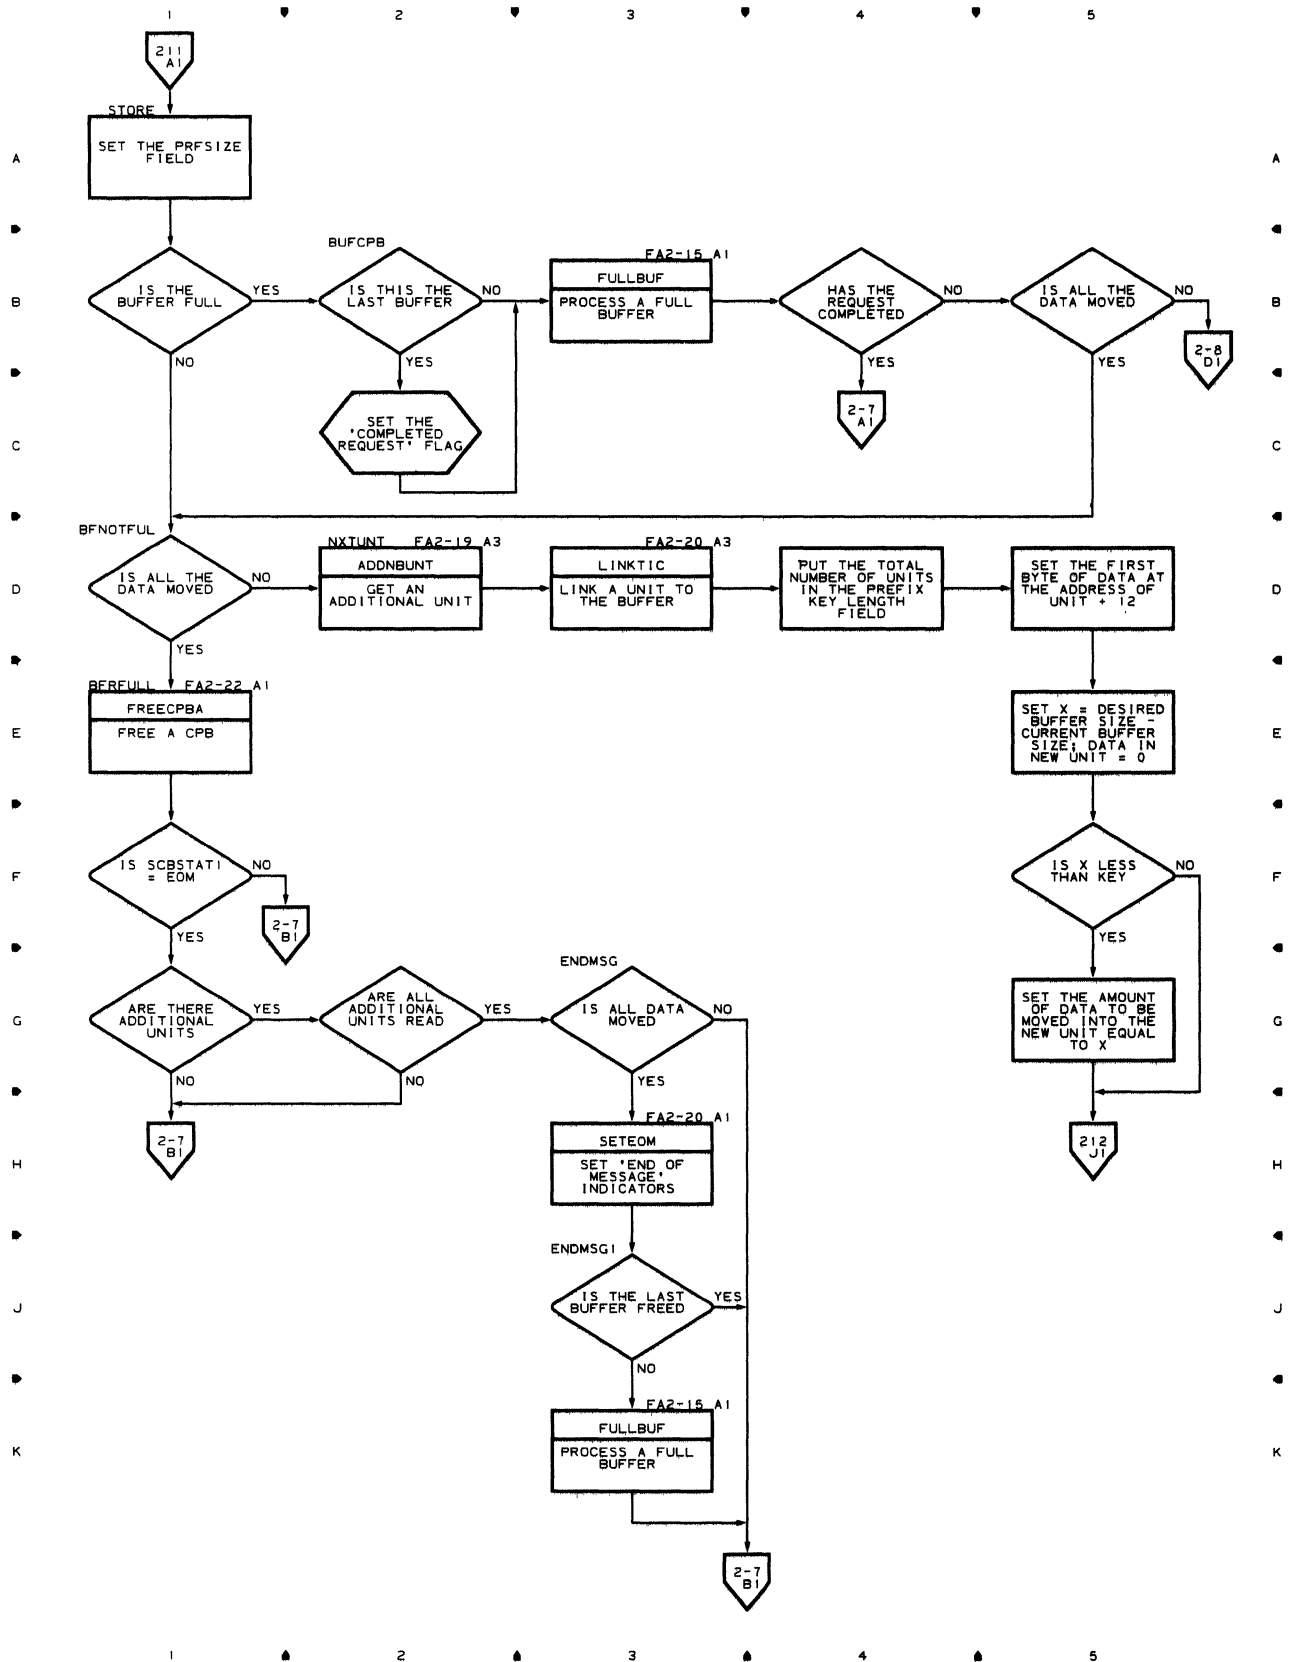 1 2 3 4 5
211
A1
STORE
SET THE PRFSIZE
FIELD
A A
BUFCPB
FA2-15 A1
IS THE
BUFFER FULL
YES
NO
IS THIS THE
LAST BUFFER
NO
YES
FULLBUF
PROCESS A FULL
BUFFER
HAS THE
REQUEST
COMPLETED
NO
YES
IS ALL THE
DATA MOVED
NO
YES
B B
2-8
D1
SET THE
'COMPLETED
REQUEST' FLAG
2-7
A1
C C
BFNOTFUL
IS ALL THE
DATA MOVED
NO
YES
NXTUNT FA2-19 A3
ADDNBUNT
GET AN
ADDITIONAL UNIT
FA2-20 A3
LINKTIC
LINK A UNIT TO
THE BUFFER
PUT THE TOTAL
NUMBER OF UNITS
IN THE PREFIX
KEY LENGTH
FIELD
SET THE FIRST
BYTE OF DATA AT
THE ADDRESS OF
UNIT + 12
D D
BFRFULL FA2-22 A1
FREECPBA
FREE A CPB
SET X = DESIRED
BUFFER SIZE -
CURRENT BUFFER
SIZE; DATA IN
NEW UNIT = 0
E E
IS SCBSTAT1
= EOM
NO
YES
2-7
B1
IS X LESS
THAN KEY
NO
YES
F F
ARE THERE
ADDITIONAL
UNITS
YES
NO
ARE ALL
ADDITIONAL
UNITS READ
YES
NO
ENDMSG
IS ALL DATA
MOVED
NO
YES
SET THE AMOUNT
OF DATA TO BE
MOVED INTO THE
NEW UNIT EQUAL
TO X
G G
2-7
B1
FA2-20 A1
SETEOM
SET 'END OF
MESSAGE'
INDICATORS
212
J1
H H
ENDMSG1
IS THE LAST
BUFFER FREED
YES
NO
J J
FA2-15 A1
FULLBUF
PROCESS A FULL
BUFFER
K K
2-7
B1
1 2 3 4 5